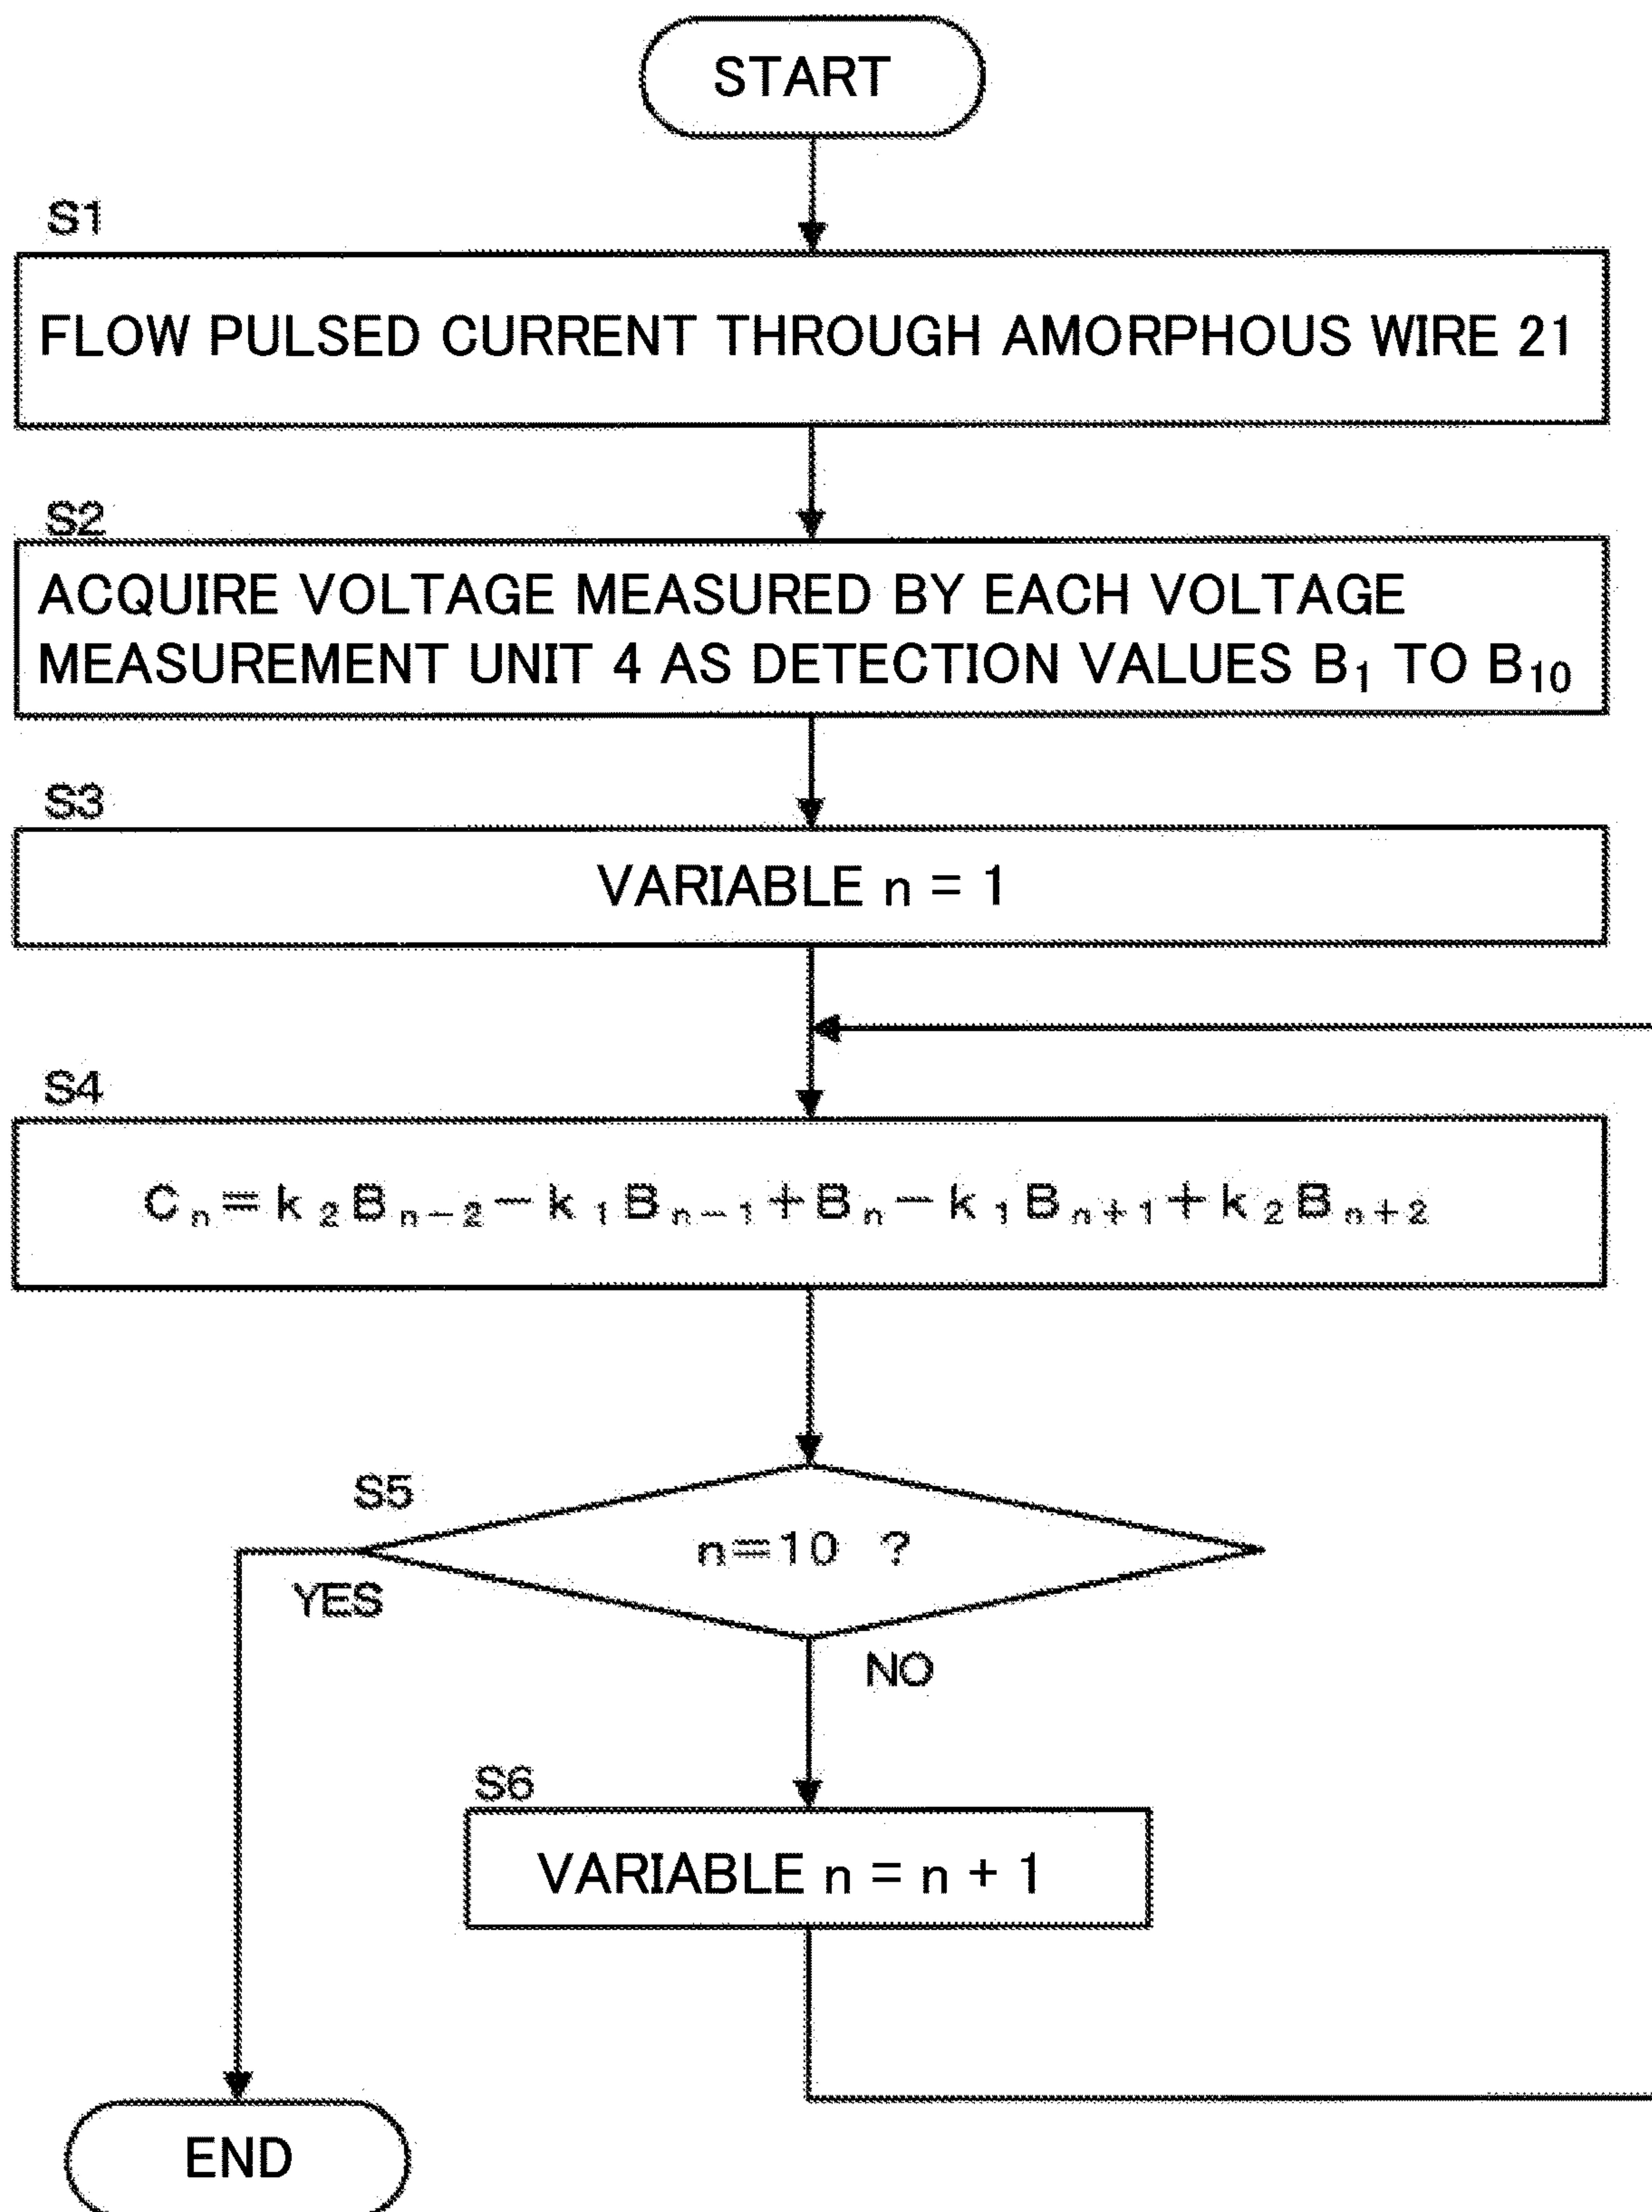 START
S1
FLOW PULSED CURRENT THROUGH AMORPHOUS WIRE 21
S2
ACQUIRE VOLTAGE MEASURED BY EACH VOLTAGE
MEASUREMENT UNIT 4 AS DETECTION VALUES B₁ TO B₁₀
S3
VARIABLE n = 1
S4
Cₙ=k₂Bₙ₋₂−k₁Bₙ₋₁+Bₙ−k₁Bₙ₊₁+k₂Bₙ₊₂
S5
n=10 ?
YES
NO
S6
VARIABLE n = n + 1
END